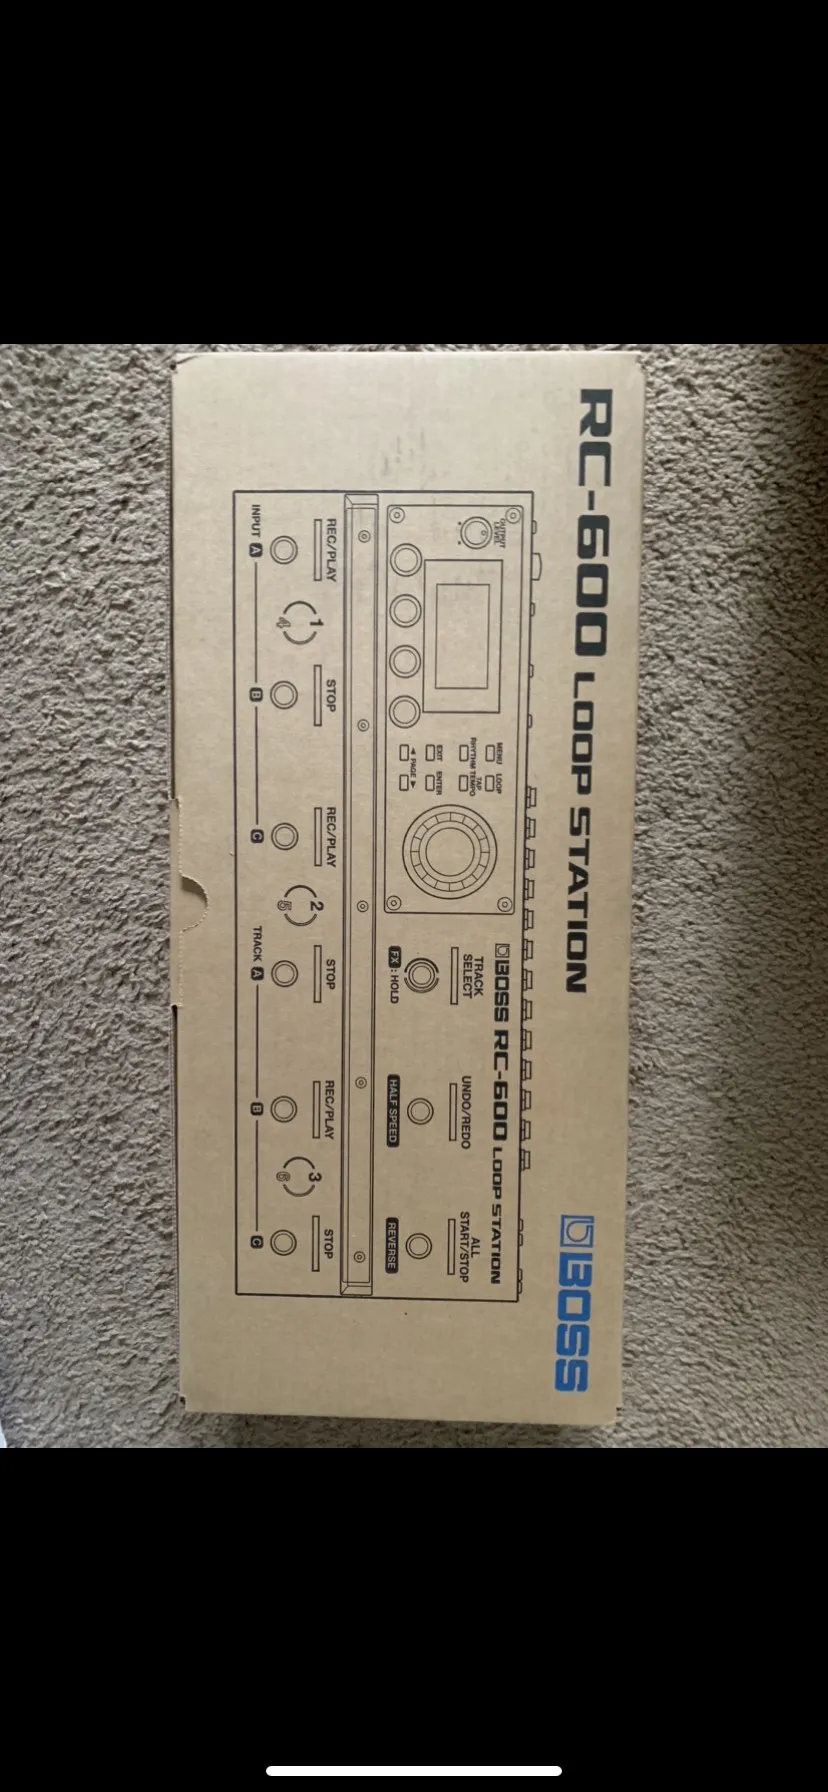 RC-600 LOOP STATION
BOSS
OUTPUT
LEVEL
MENU LOOP
RHYTHM TAP
TEMPO
EXIT ENTER
◀ PAGE ▶
BOSS RC-600 LOOP STATION
TRACK
SELECT
FX : HOLD
UNDO/REDO
HALF SPEED
ALL
START/STOP
REVERSE
REC/PLAY
1
4
STOP
REC/PLAY
2
5
STOP
REC/PLAY
3
6
STOP
INPUT A
B
C
TRACK A
B
C